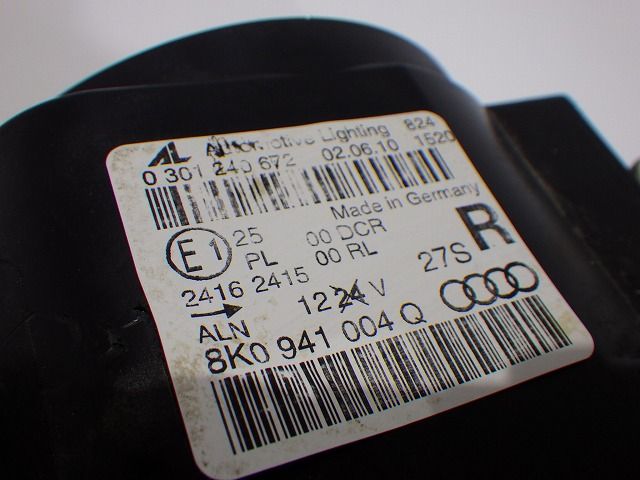 AL Automotive Lighting 824
0 301 240 672 02.06.10 1520
Made in Germany
E1 25 00 DCR
PL 00 RL 27S R
2416 2415
12 24 V
ALN
8K0 941 004 Q